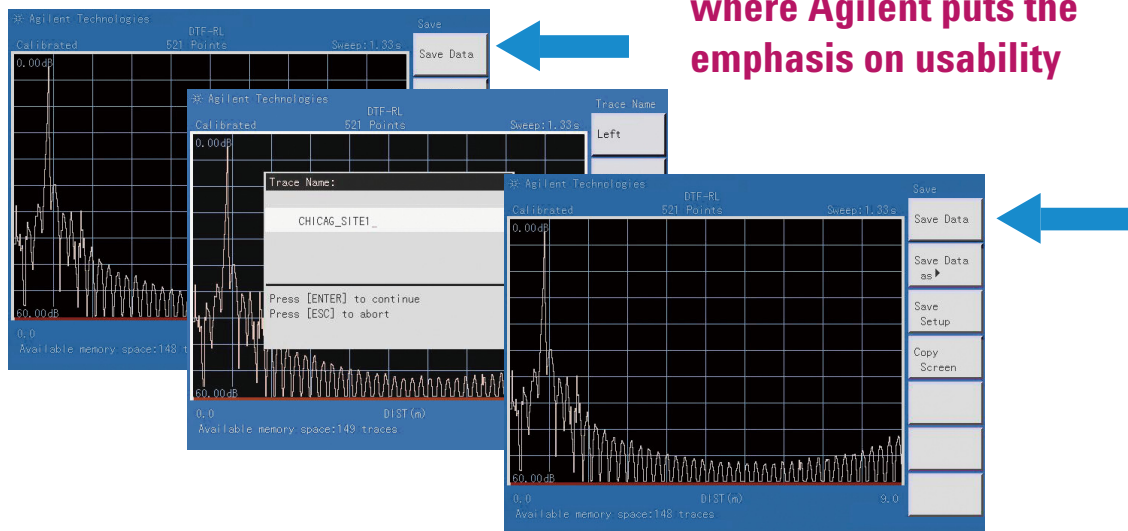 where Agilent puts the
emphasis on usability
Agilent Technologies
DTF-RL
Save
Calibrated 521 Points Sweep:1.33s
Save Data
0.00dB
60.00dB
0.0
Available memory space:148 t
Agilent Technologies
DTF-RL
Trace Name
Calibrated 521 Points Sweep:1.33s
Left
0.00dB
Trace Name:
CHICAG_SITE1_
Press [ENTER] to continue
Press [ESC] to abort
60.00dB
0.0 DIST(m)
Available memory space:149 traces
Agilent Technologies
DTF-RL
Save
Calibrated 521 Points Sweep:1.33s
Save Data
0.00dB
Save Data
as
Save
Setup
Copy
Screen
60.00dB
0.0 DIST(m) 9.0
Available memory space:148 traces